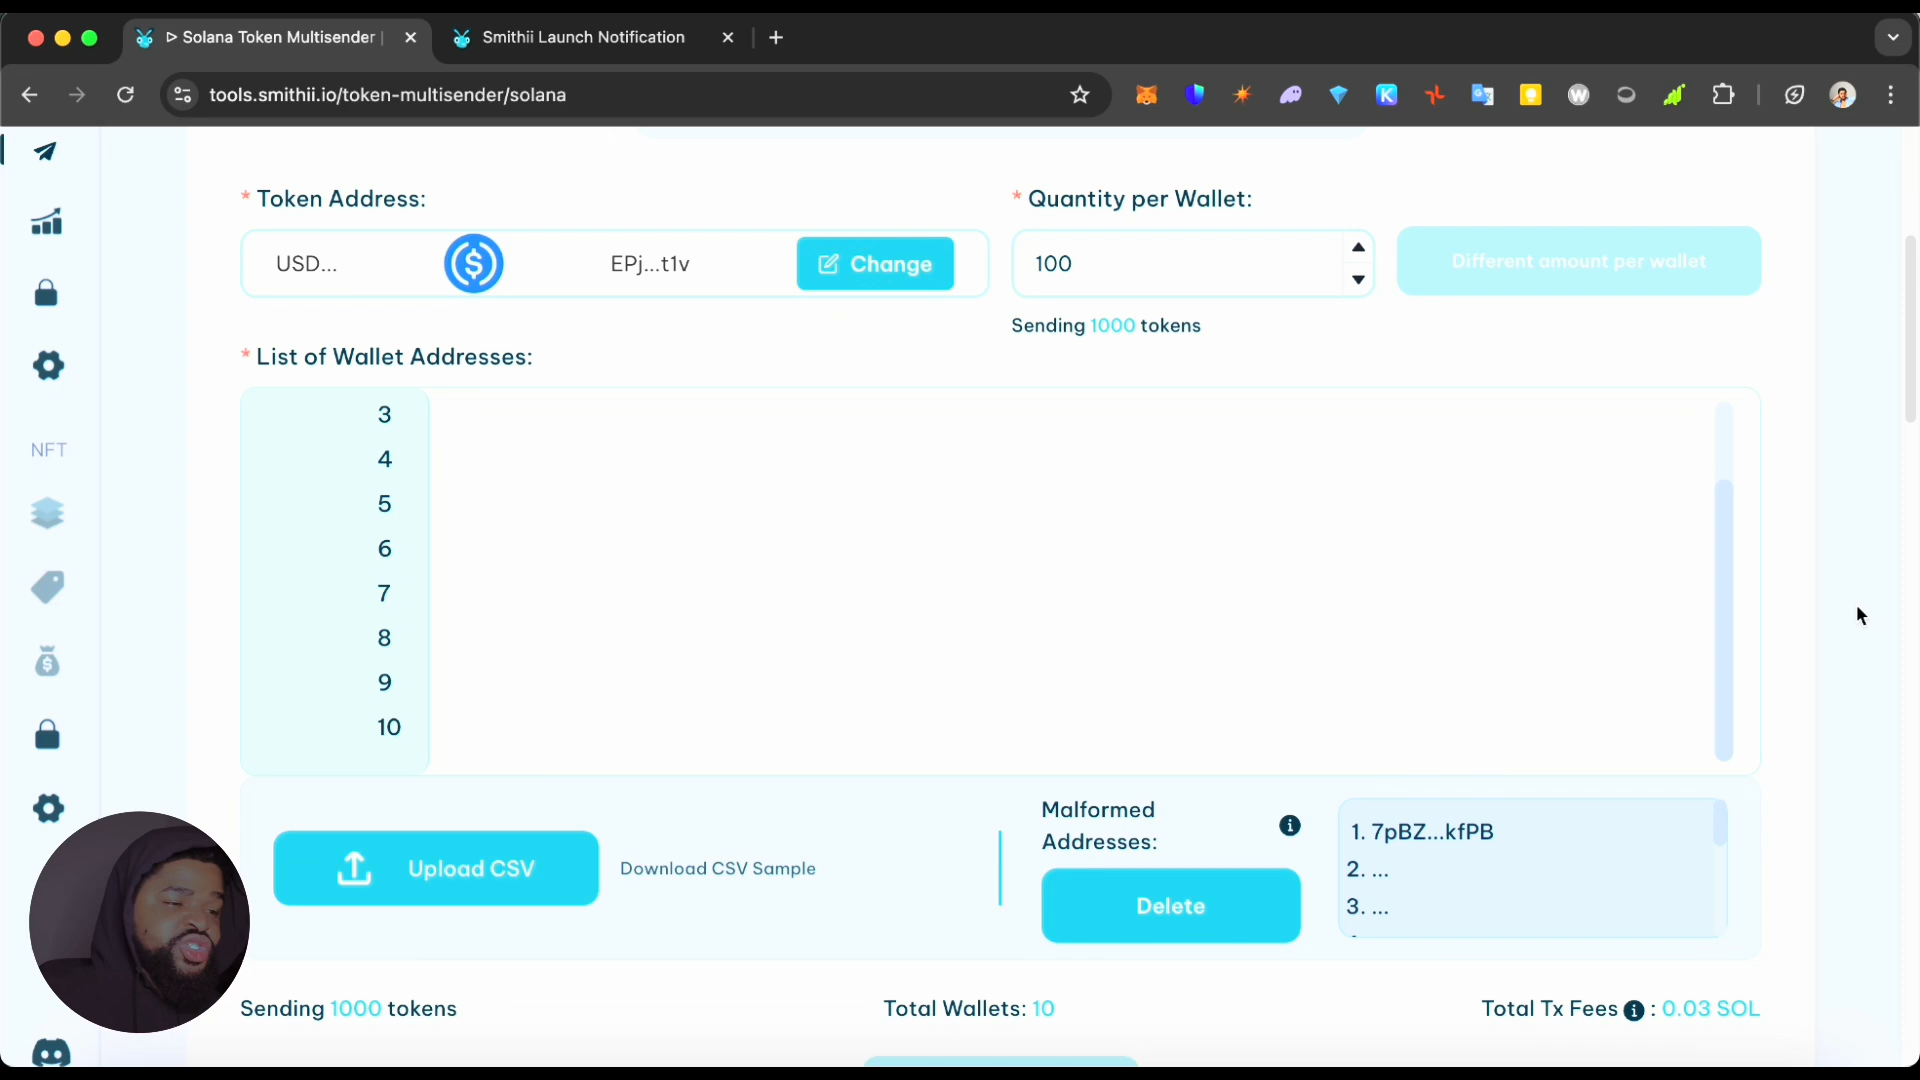 ᐅ Solana Token Multisender |
Smithii Launch Notification
tools.smithii.io/token-multisender/solana
* Token Address:
* Quantity per Wallet:
USD...
EPj...t1v
Change
100
Different amount per wallet
Sending 1000 tokens
* List of Wallet Addresses:
3
4
5
6
7
8
9
10
NFT
Malformed
Addresses:
Upload CSV
Download CSV Sample
Delete
1. 7pBZ...kfPB
2. ...
3. ...
Sending 1000 tokens
Total Wallets: 10
Total Tx Fees : 0.03 SOL